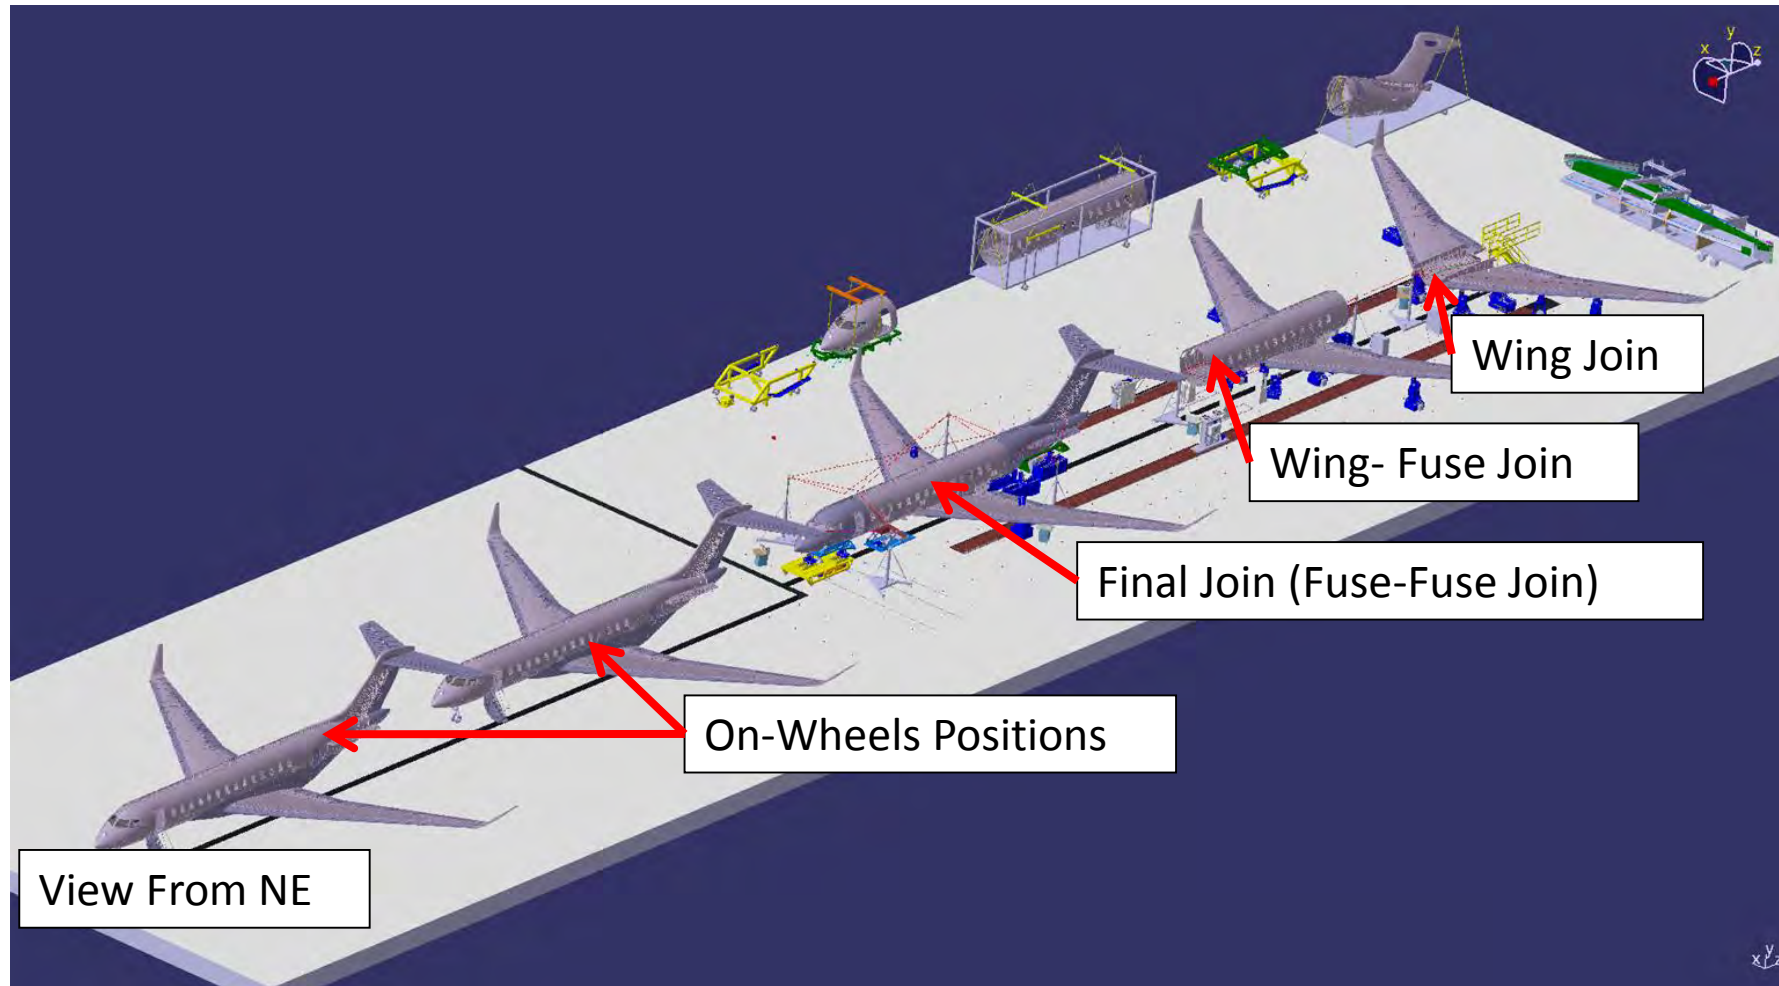 y
x
z
Wing Join
Wing- Fuse Join
Final Join (Fuse-Fuse Join)
On-Wheels Positions
View From NE
y
x
z